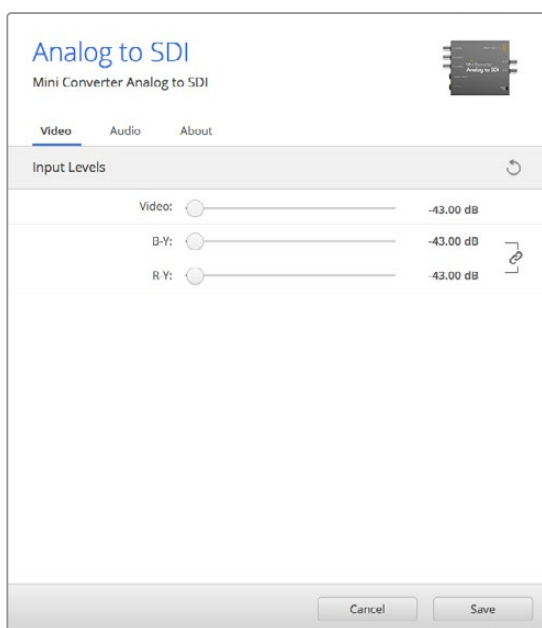 Analog to SDI
Mini Converter Analog to SDI
Video Audio About
Input Levels
Video: -43.00 dB
B-Y: -43.00 dB
R-Y: -43.00 dB
Cancel Save